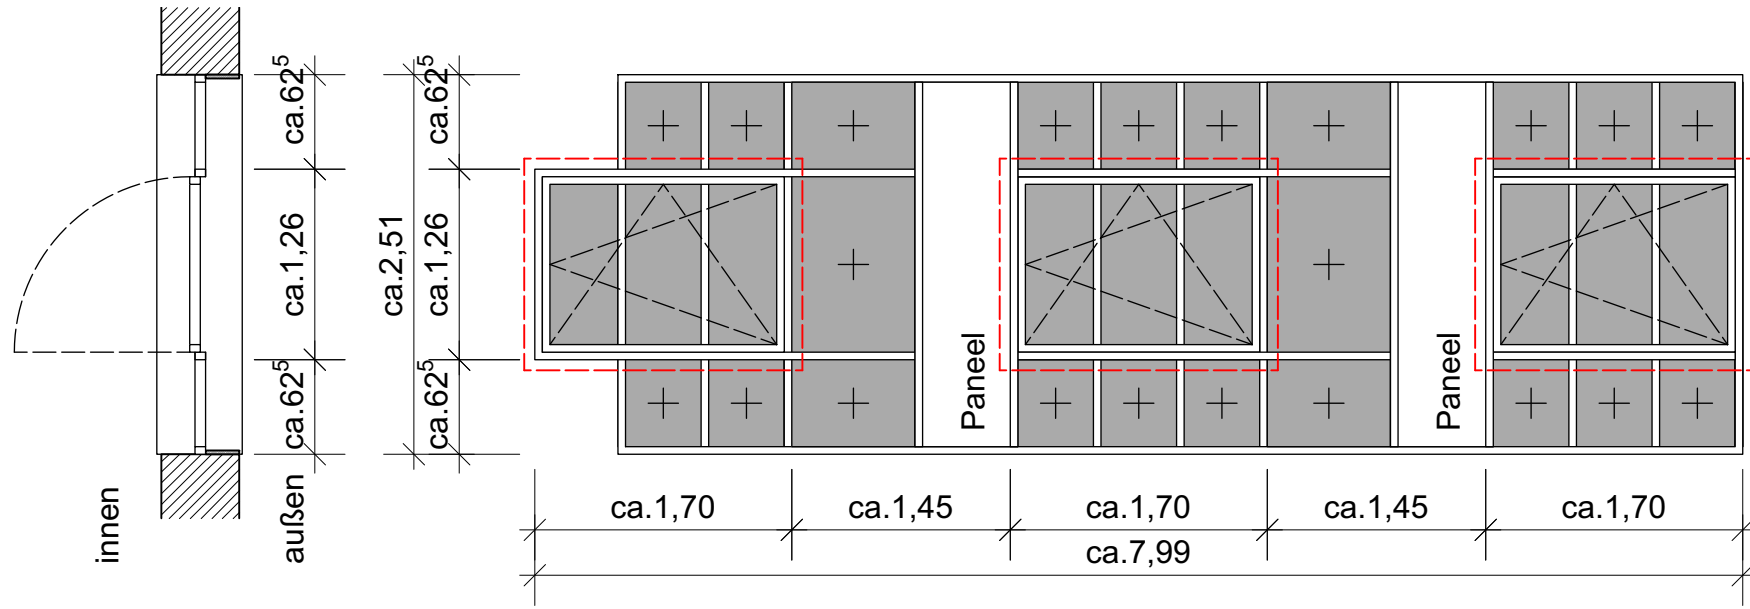 ca.62⁵
ca.1,26
ca.62⁵
innen
außen
ca.2,51
ca.62⁵
ca.1,26
ca.62⁵
Paneel
Paneel
ca.1,70
ca.1,45
ca.1,70
ca.1,45
ca.1,70
ca.7,99